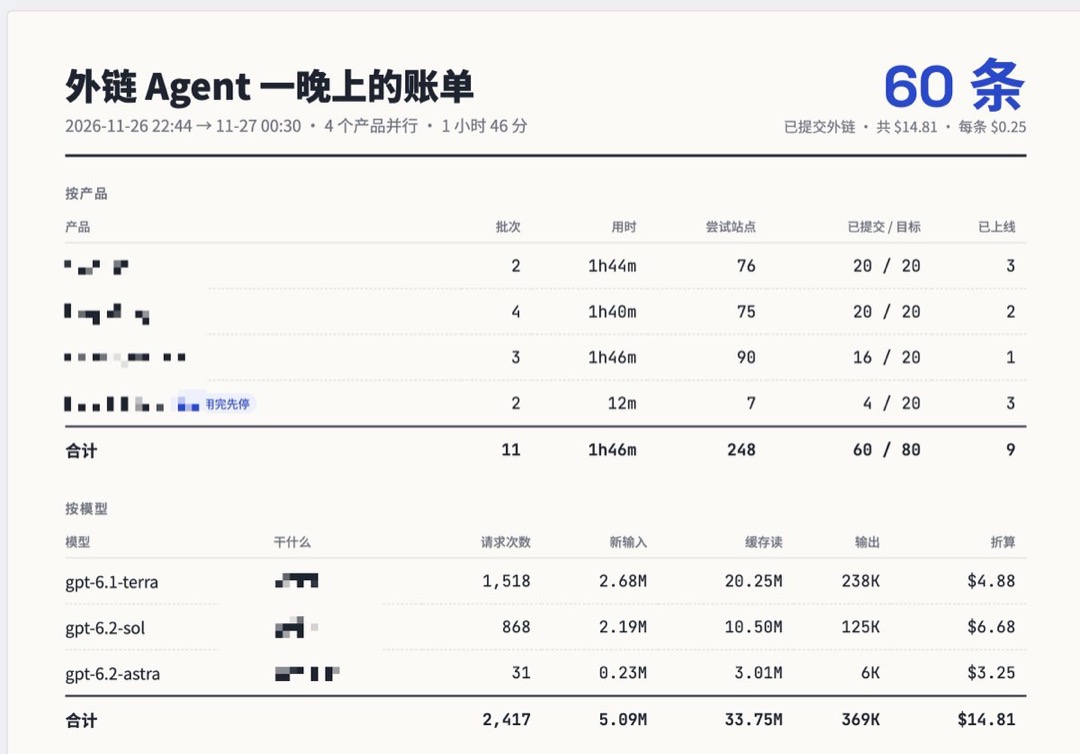 外链 Agent 一晚上的账单
60 条
2026-11-26 22:44 → 11-27 00:30 · 4 个产品并行 · 1 小时 46 分
已提交外链 · 共 $14.81 · 每条 $0.25
按产品
产品 批次 用时 尝试站点 已提交 / 目标 已上线
2 1h44m 76 20 / 20 3
4 1h40m 75 20 / 20 2
3 1h46m 90 16 / 20 1
用完先停 2 12m 7 4 / 20 3
合计 11 1h46m 248 60 / 80 9
按模型
模型 干什么 请求次数 新输入 缓存读 输出 折算
gpt-6.1-terra 1,518 2.68M 20.25M 238K $4.88
gpt-6.2-sol 868 2.19M 10.50M 125K $6.68
gpt-6.2-astra 31 0.23M 3.01M 6K $3.25
合计 2,417 5.09M 33.75M 369K $14.81